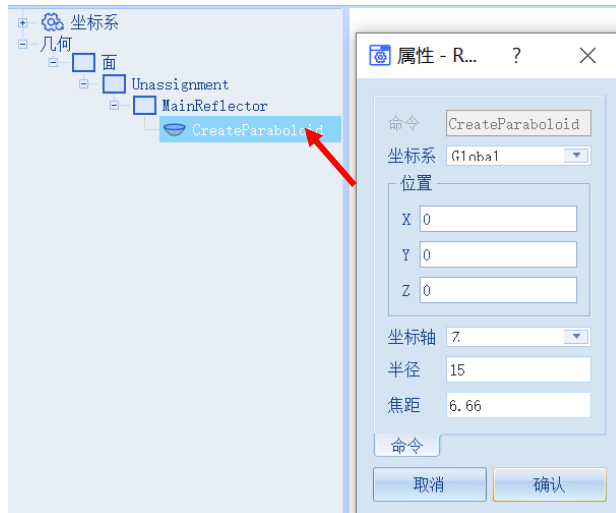 坐标系
几何
面
Unassignment
MainReflector
CreateParaboloid
属性 - R... ?
命令 CreateParaboloid
坐标系 Global
位置
X 0
Y 0
Z 0
坐标轴 Z
半径 15
焦距 6.66
命令
取消 确认